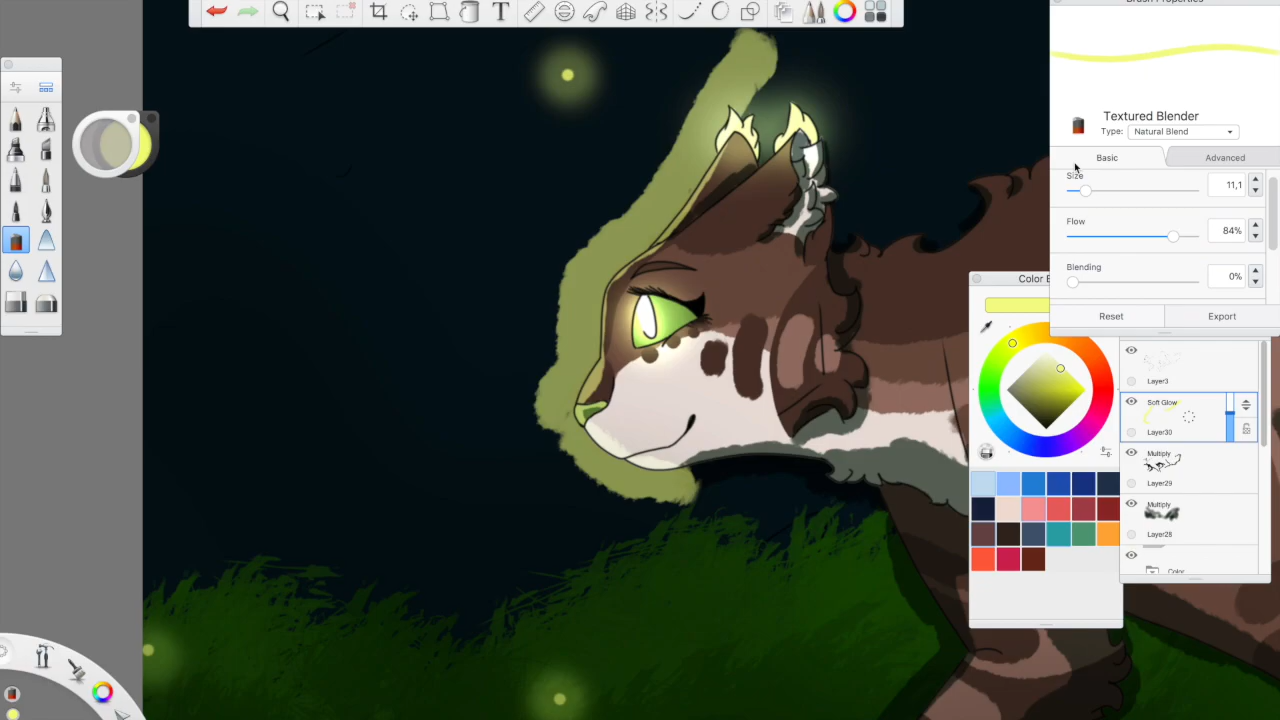 Brush Properties
Textured Blender
Type: Natural Blend
Basic
Advanced
Size
11,1
Flow
84%
Blending
0%
Reset
Export
Color E
Layer3
Soft Glow
Layer30
Multiply
Layer29
Multiply
Layer28
Color